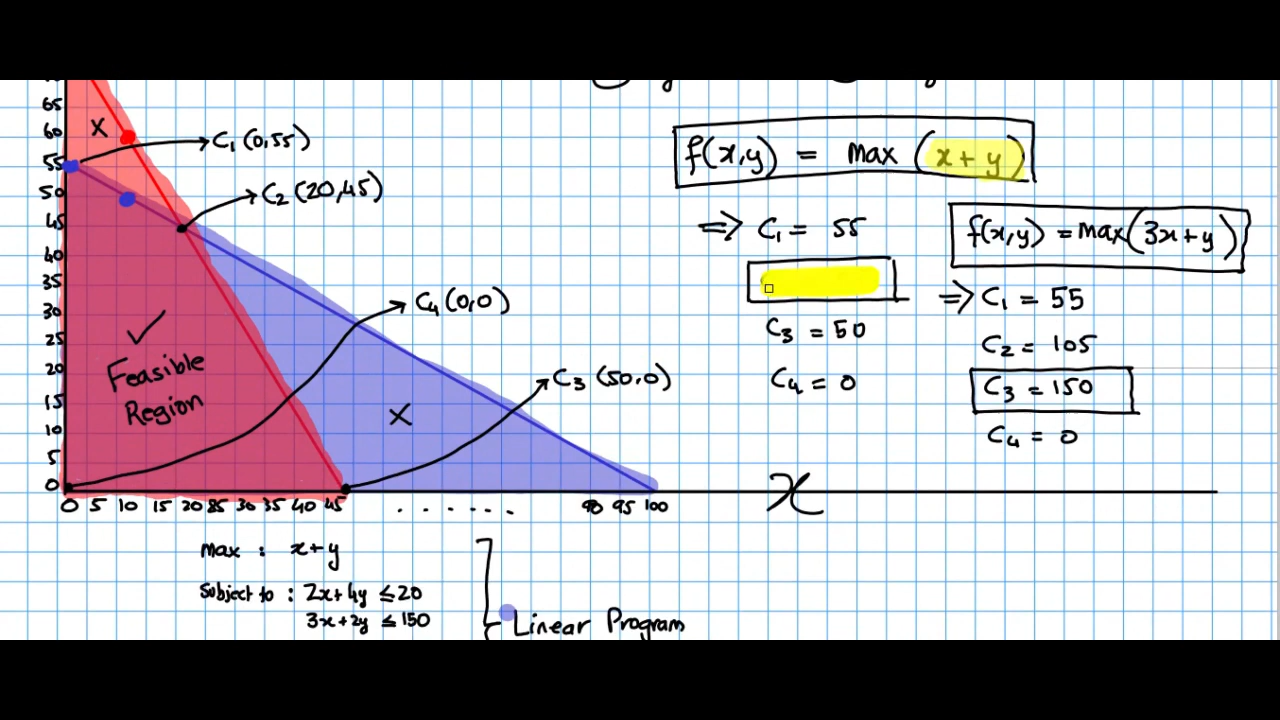 65
60
55
50
45
40
35
30
25
20
15
10
5
0
X
C₁ (0,55)
C₂ (20,45)
C₄ (0,0)
C₃ (50,0)
✓
Feasible
Region
X
0 5 10 15 20 25 30 35 40 45 . . . . . . 90 95 100
x
f(x,y) = max (x + y)
=> C₁ = 55
C₃ = 50
C₄ = 0
f(x,y) = max(3x+y)
=> C₁ = 55
C₂ = 105
C₃ = 150
C₄ = 0
max : x+y
Subject to : 2x+4y ≤20
3x+2y ≤ 150
Linear Program